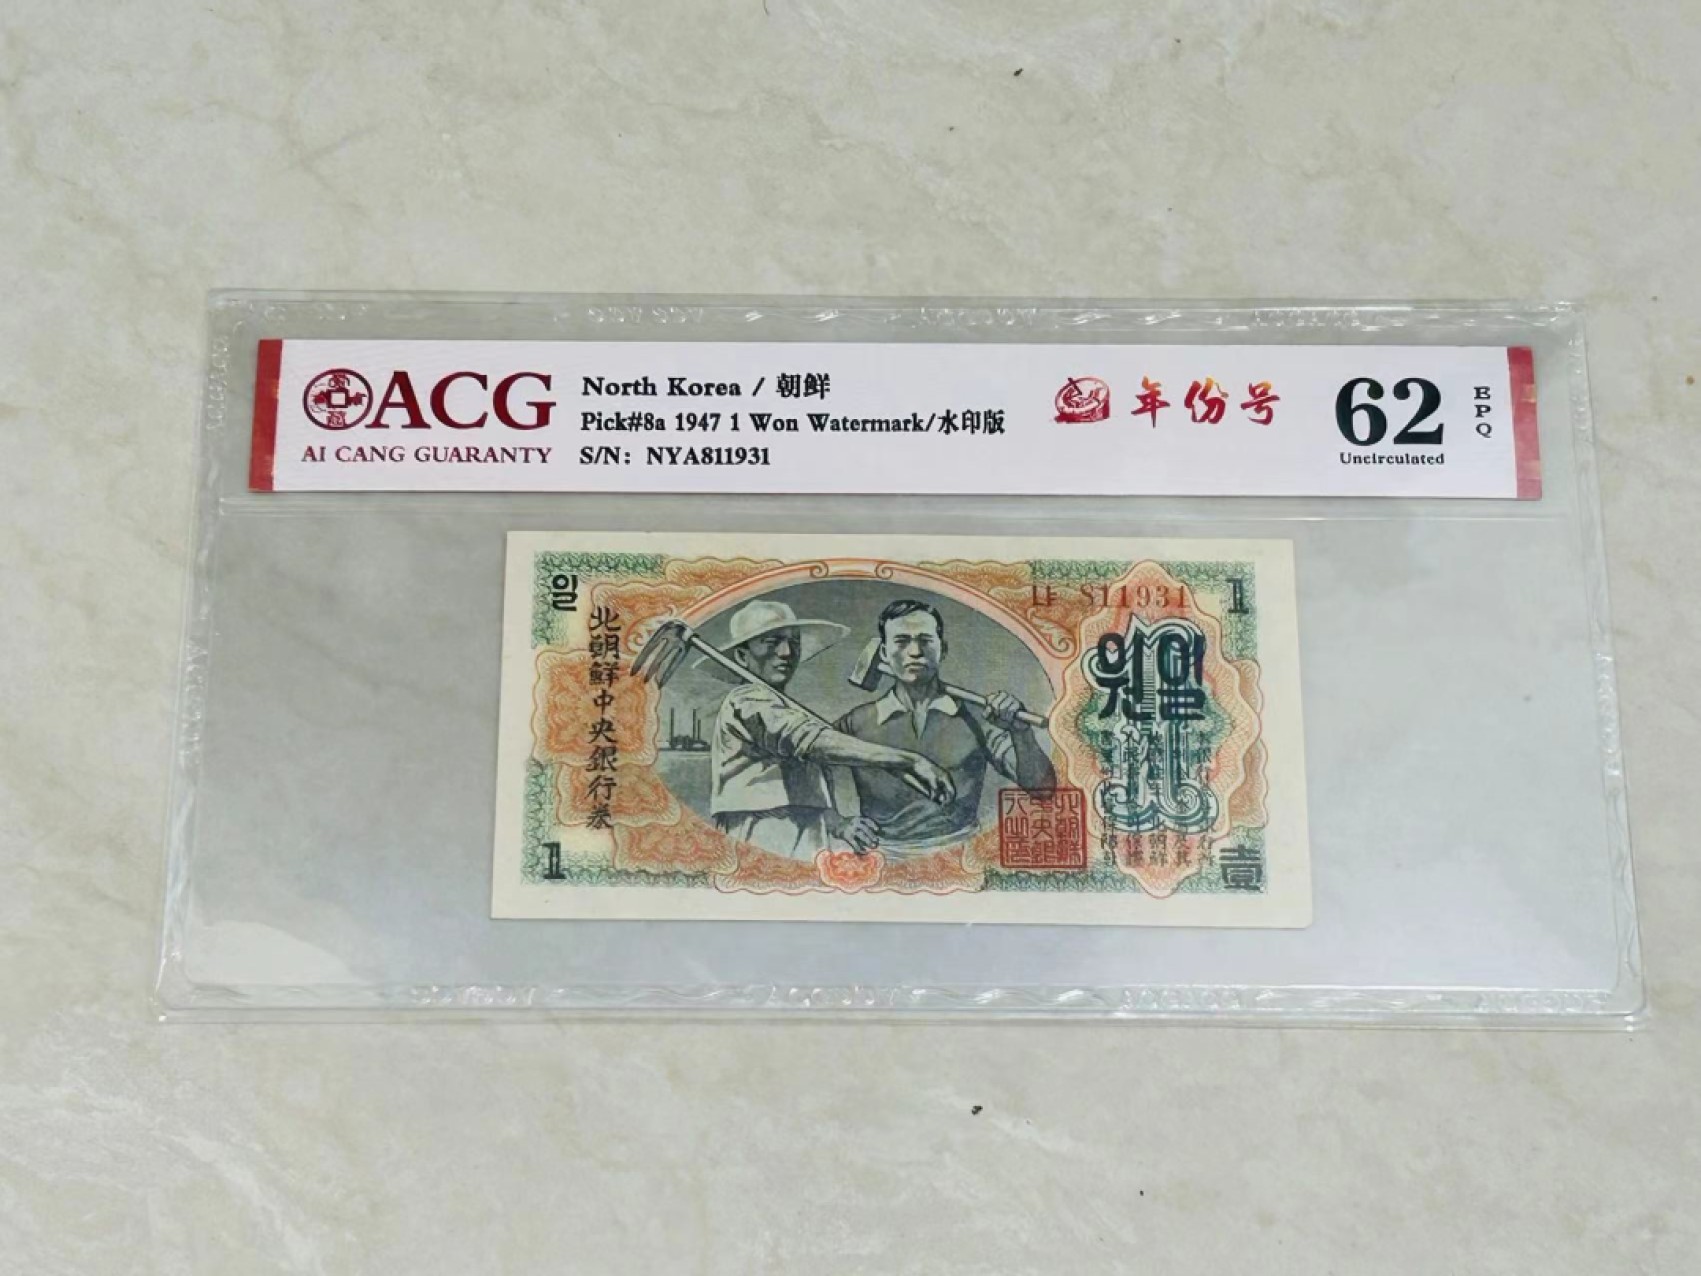 ACG
AI CANG GUARANTY
North Korea / 朝鲜
Pick#8a 1947 1 Won Watermark/水印版
S/N: NYA811931
年份号
62
Uncirculated
EPQ
일
北朝鮮中央銀行券
1
811931
1
일
원
1
壹